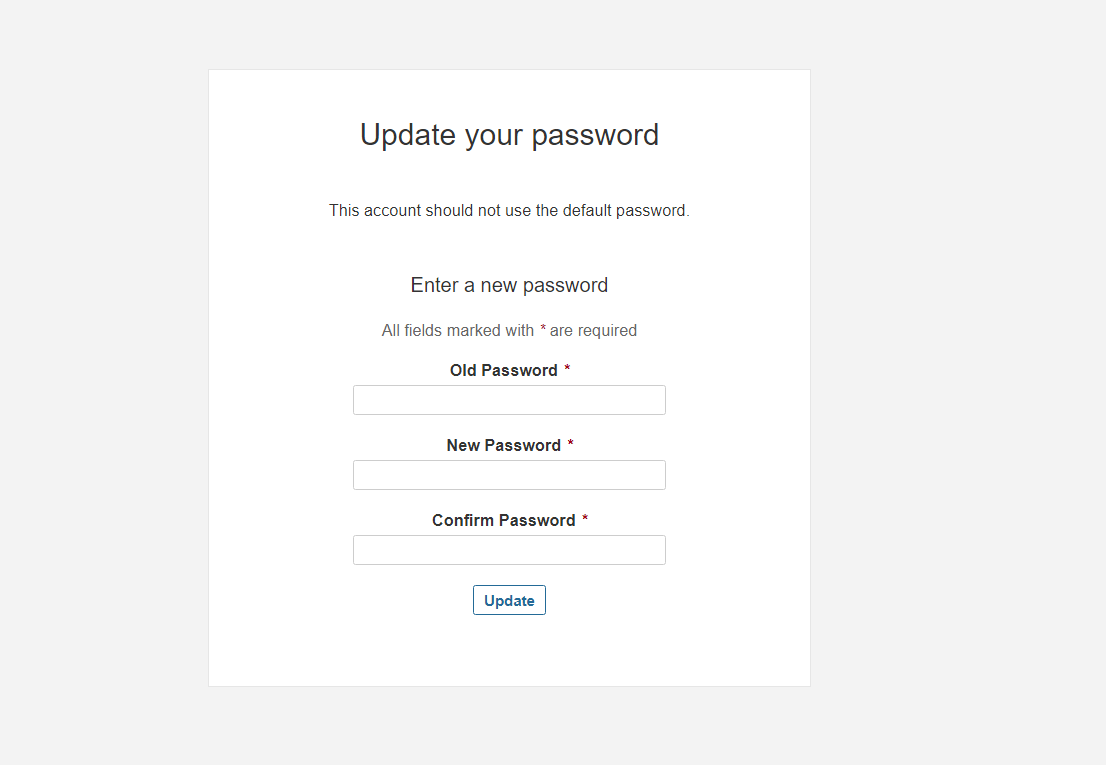 Update your password
This account should not use the default password.
Enter a new password
All fields marked with * are required
Old Password *
New Password *
Confirm Password *
Update